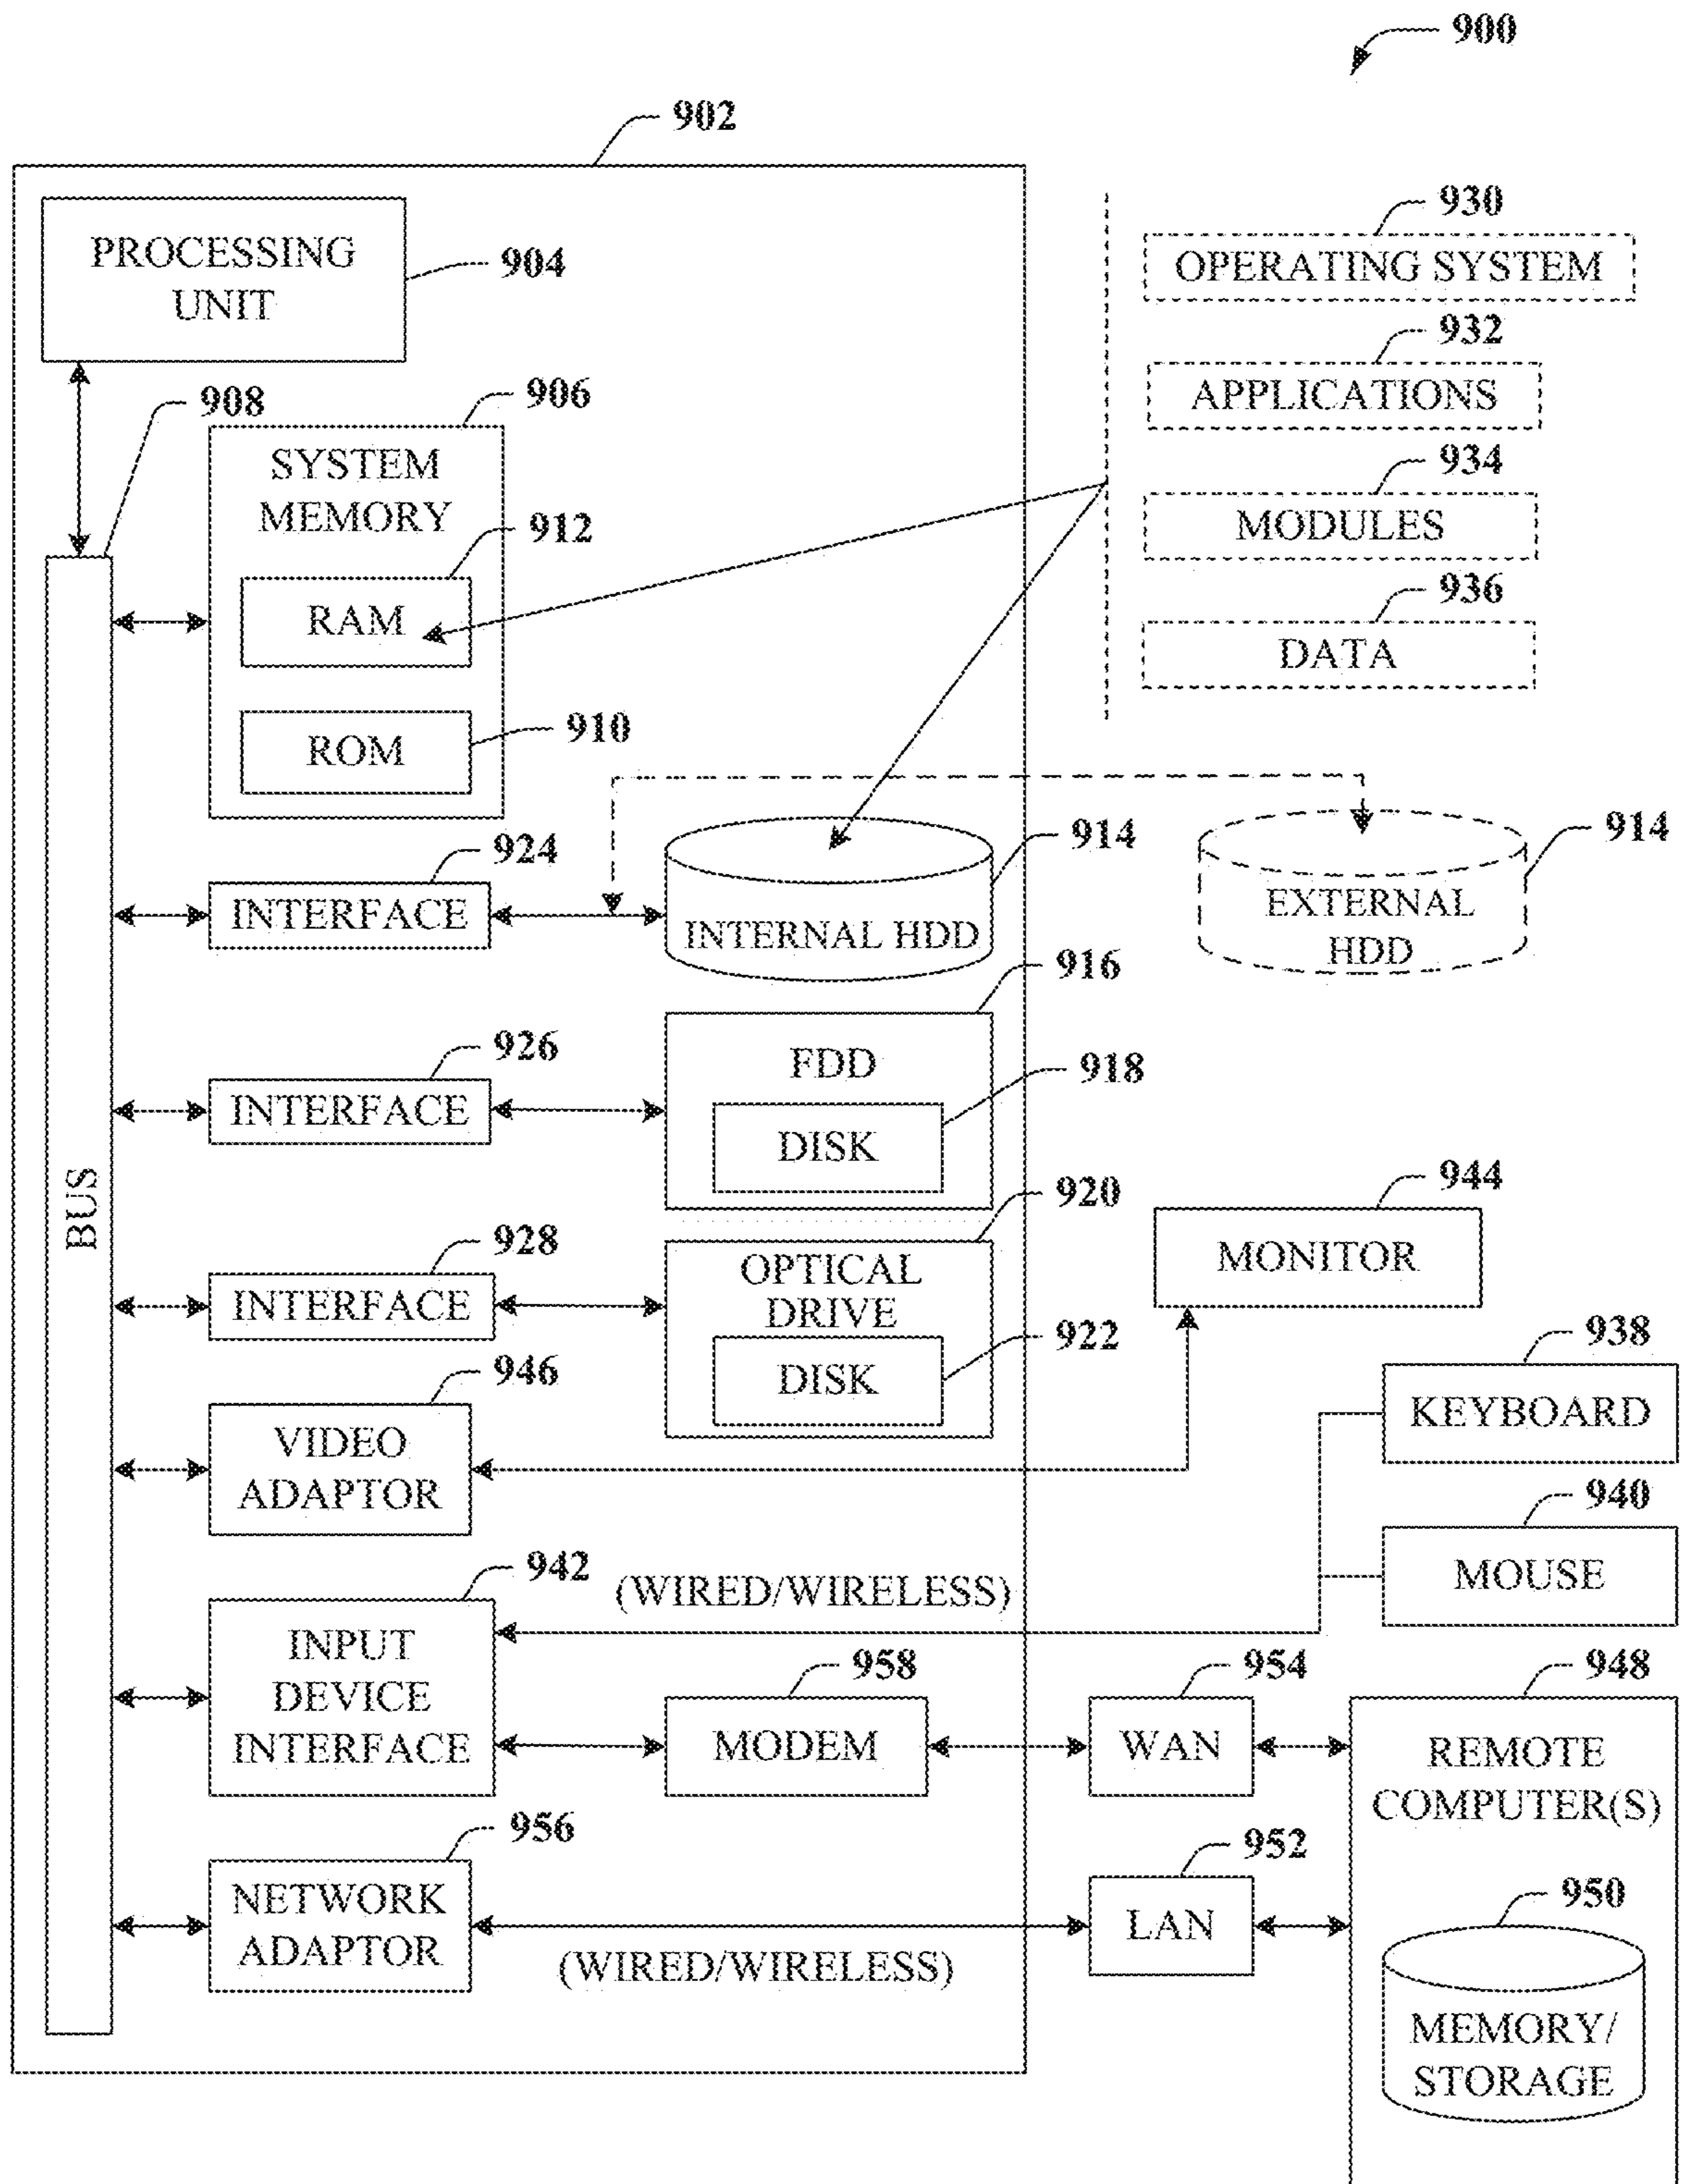 900
902
PROCESSING
UNIT
904
930
OPERATING SYSTEM
932
APPLICATIONS
934
MODULES
936
DATA
908
906
SYSTEM
MEMORY
912
RAM
910
ROM
BUS
924
INTERFACE
914
INTERNAL HDD
914
EXTERNAL
HDD
926
INTERFACE
916
FDD
918
DISK
928
INTERFACE
920
OPTICAL
DRIVE
922
DISK
944
MONITOR
946
VIDEO
ADAPTOR
938
KEYBOARD
940
MOUSE
942
INPUT
DEVICE
INTERFACE
(WIRED/WIRELESS)
958
MODEM
954
WAN
948
REMOTE
COMPUTER(S)
956
NETWORK
ADAPTOR
(WIRED/WIRELESS)
952
LAN
950
MEMORY/
STORAGE